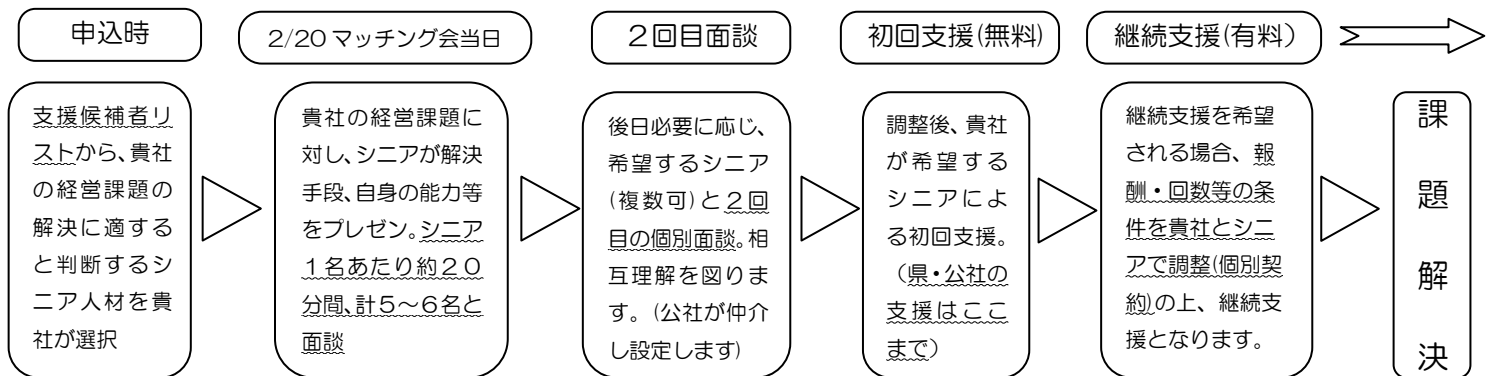 申込時
2/20 マッチング会当日
2回目面談
初回支援(無料)
継続支援(有料)
支援候補者リ
ストから、貴社
の経営課題の
解決に適する
と判断するシ
ニア人材を貴
社が選択
貴社の経営課題に
対し、シニアが解決
手段、自身の能力等
をプレゼン。シニア
1名あたり約20
分間、計5～6名と
面談
後日必要に応じ、
希望するシニア
(複数可)と2回
目の個別面談。相
互理解を図りま
す。(公社が仲介
し設定します)
調整後、貴社
が希望する
シニアによ
る初回支援。
(県・公社の
支援はここ
まで)
継続支援を希望
される場合、報
酬・回数等の条
件を貴社とシニ
アで調整(個別契
約)の上、継続支
援となります。
課題解決